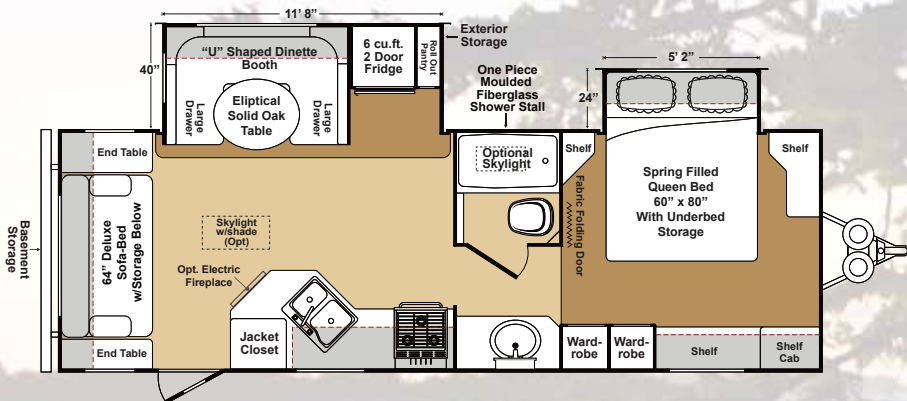 11' 8"
40"
"U" Shaped Dinette
Booth
6 cu.ft.
2 Door
Fridge
Roll Out
Pantry
Exterior
Storage
Large
Drawer
Eliptical
Solid Oak
Table
Large
Drawer
One Piece
Moulded
Fiberglass
Shower Stall
5' 2"
24"
End Table
Optional
Skylight
Shelf
Shelf
Spring Filled
Queen Bed
60" x 80"
With Underbed
Storage
Fabric Folding Door
Basement
Storage
64" Deluxe
Sofa-Bed
w/Storage Below
Skylight
w/shade
(Opt)
Opt. Electric
Fireplace
Jacket
Closet
End Table
Ward-
robe
Ward-
robe
Shelf
Shelf
Cab